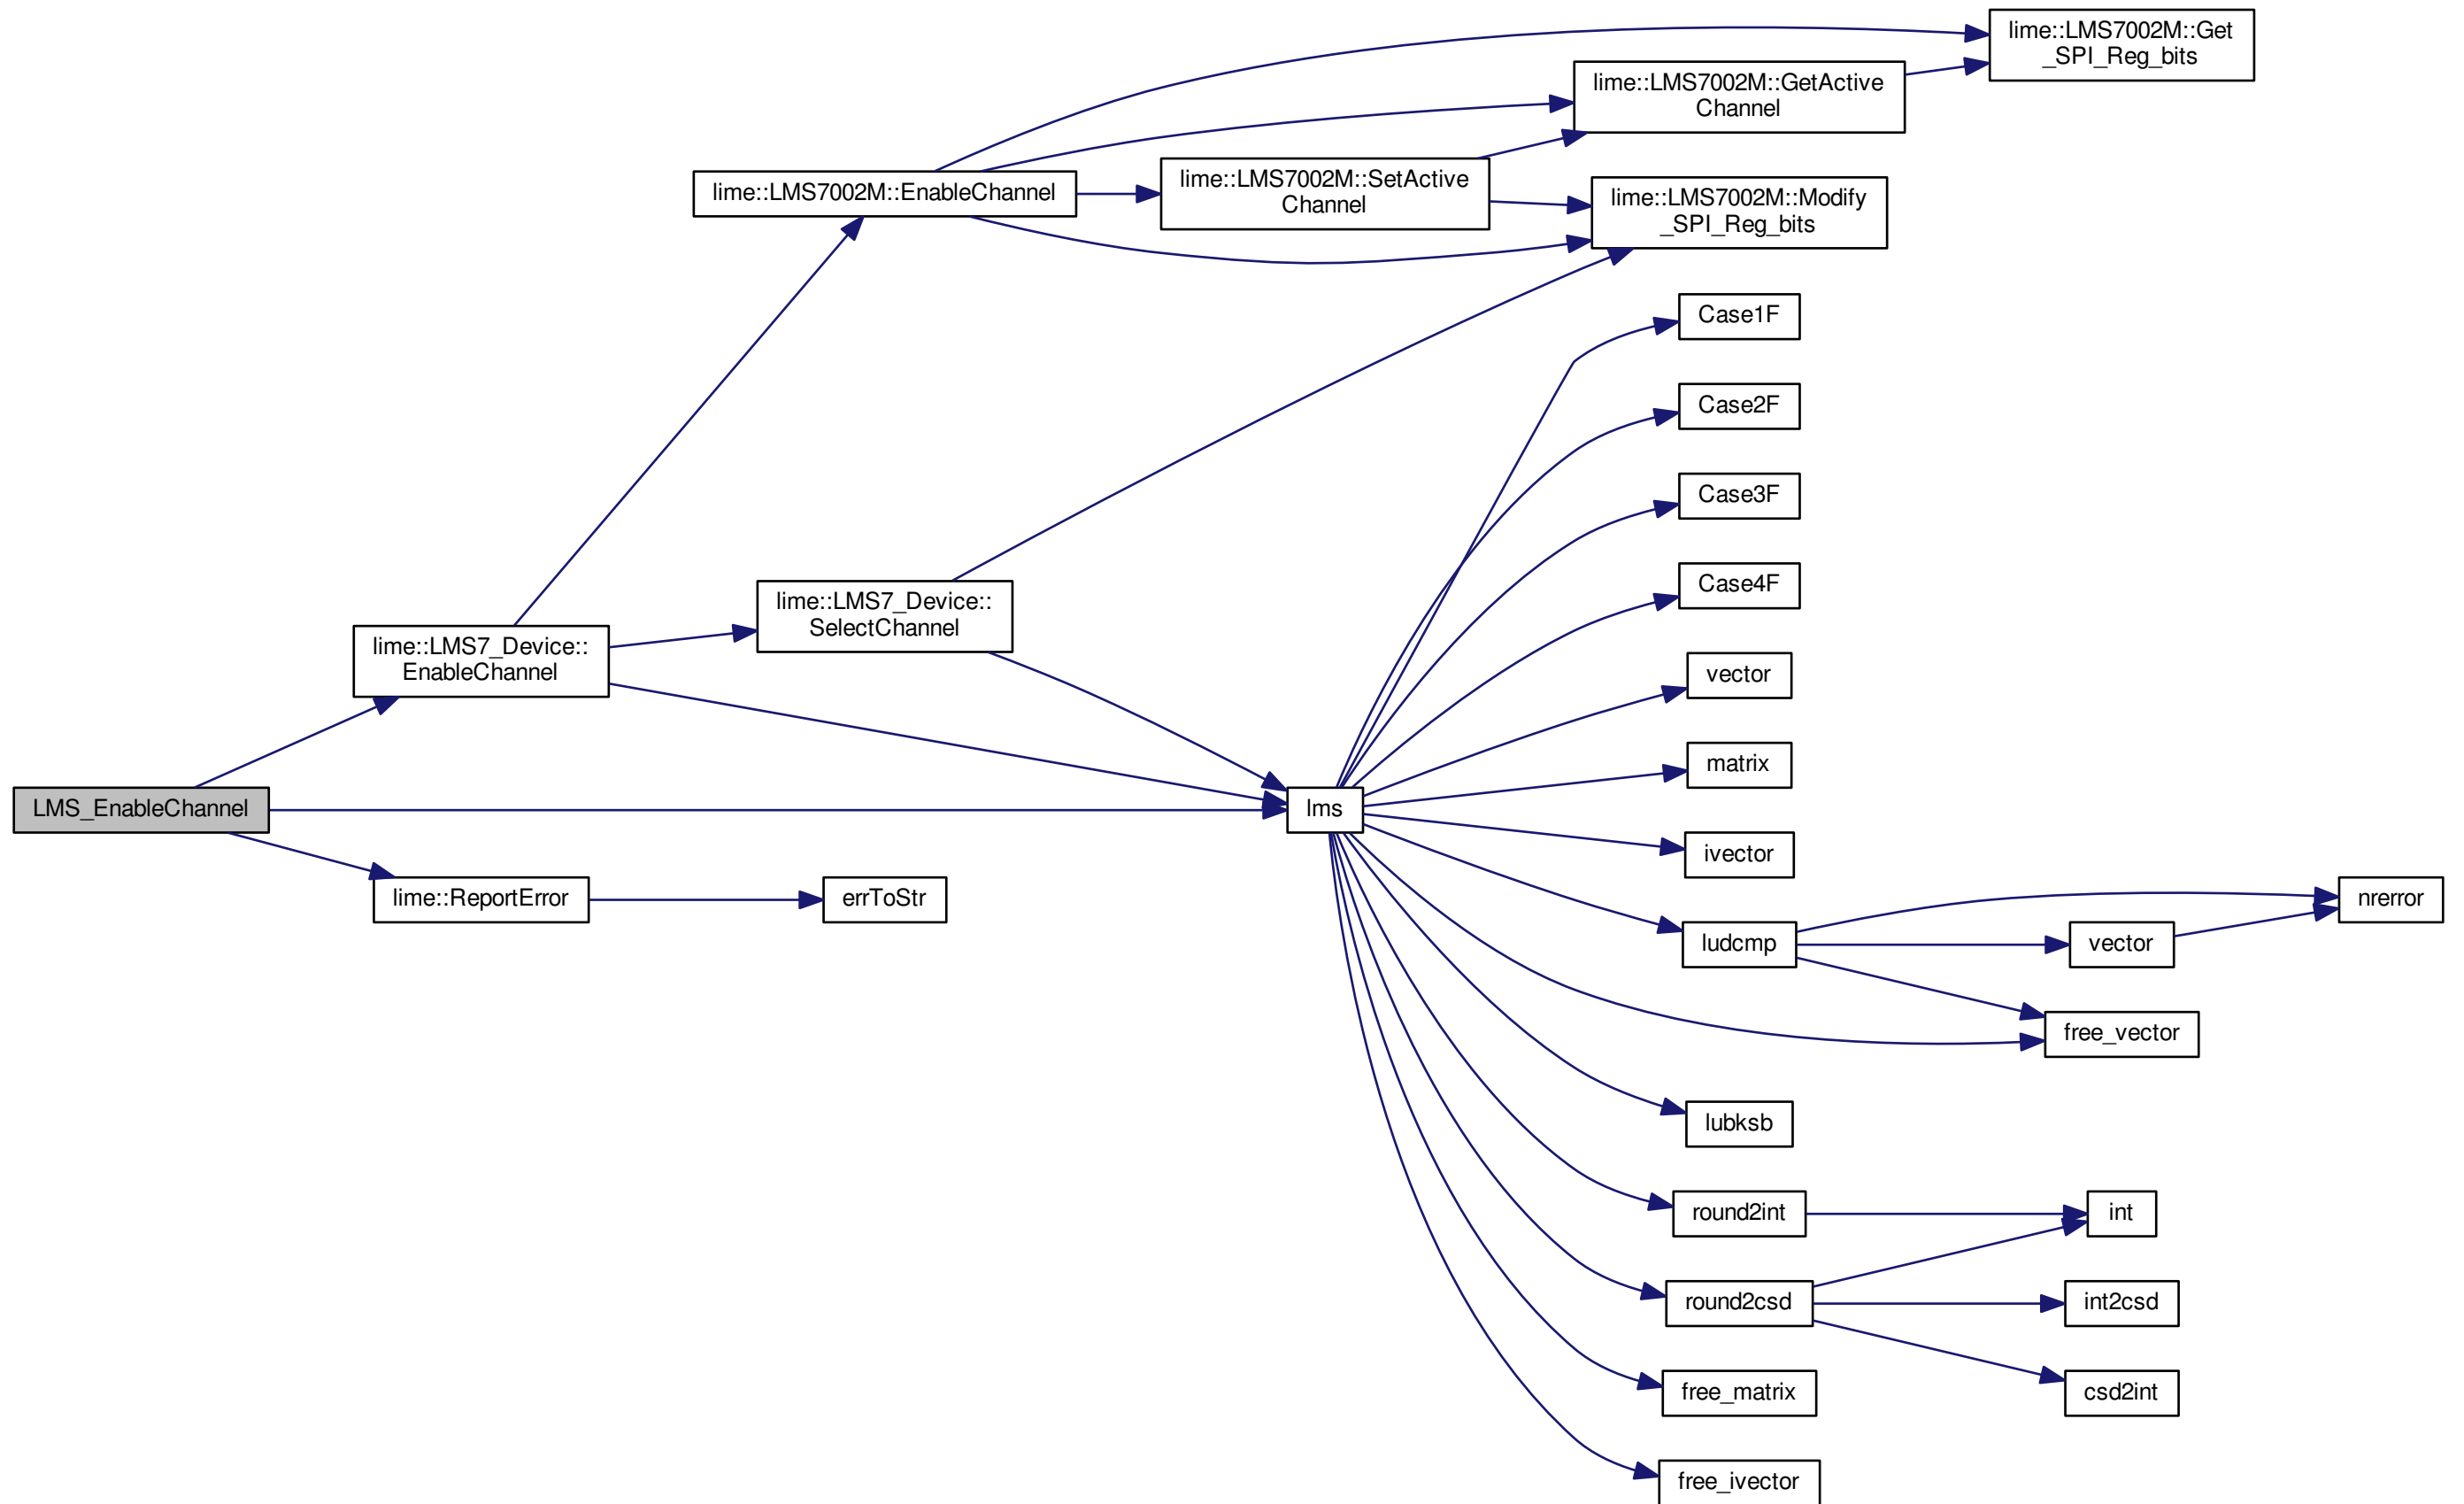 lime::LMS7002M::Get
_SPI_Reg_bits
lime::LMS7002M::GetActive
Channel
lime::LMS7002M::EnableChannel
lime::LMS7002M::SetActive
Channel
lime::LMS7002M::Modify
_SPI_Reg_bits
Case1F
Case2F
Case3F
Case4F
lime::LMS7_Device::
SelectChannel
lime::LMS7_Device::
EnableChannel
vector
matrix
LMS_EnableChannel
lms
ivector
lime::ReportError
errToStr
nrerror
ludcmp
vector
free_vector
lubksb
round2int
int
round2csd
int2csd
free_matrix
csd2int
free_ivector